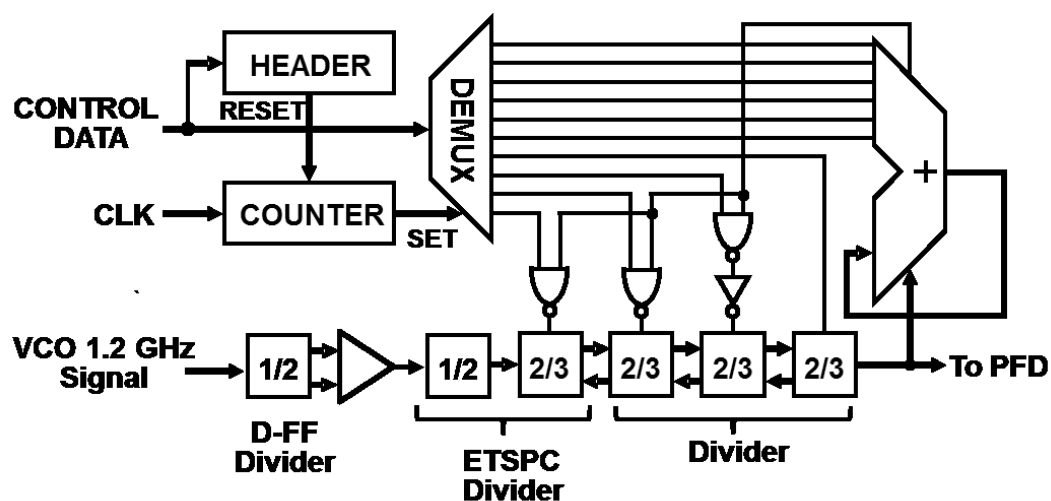 HEADER
CONTROL
DATA
RESET
DEMUX
CLK
COUNTER
SET
+
VCO 1.2 GHz
Signal
1/2
1/2
2/3
2/3
2/3
2/3
To PFD
D-FF
Divider
ETSPC
Divider
Divider